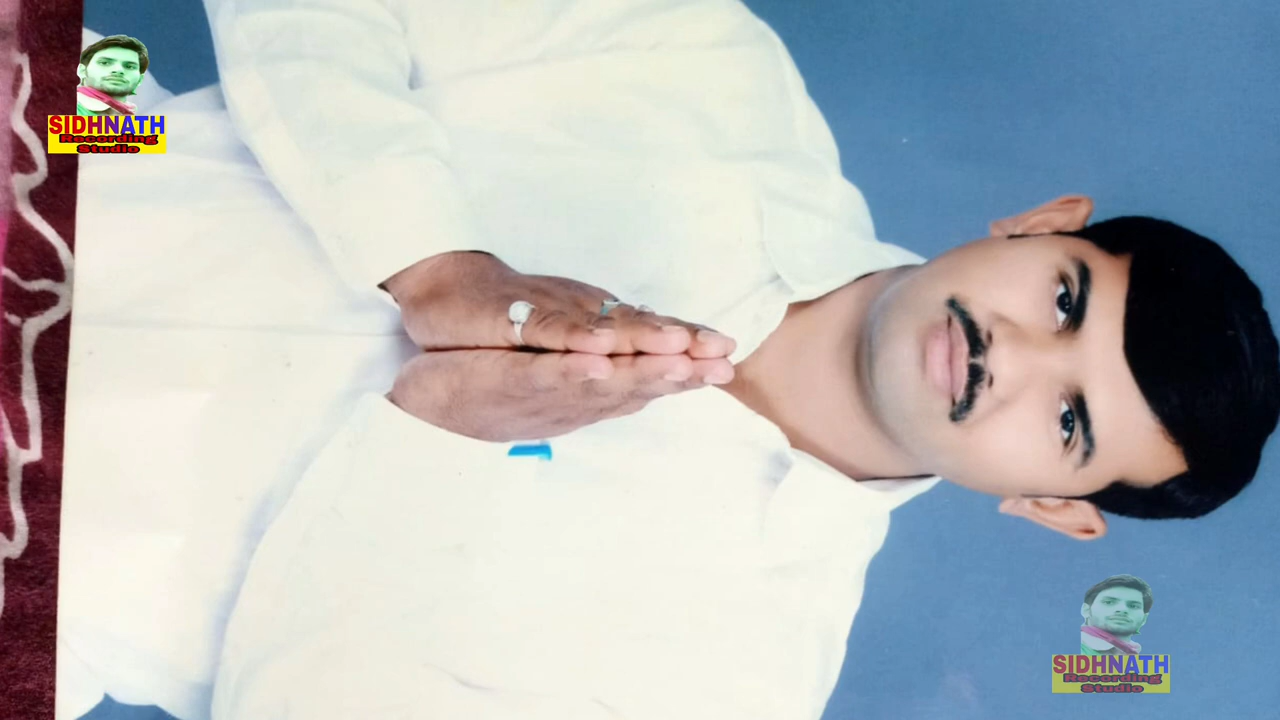 SIDHNATH
Recording
Studio
SIDHNATH
Recording
Studio